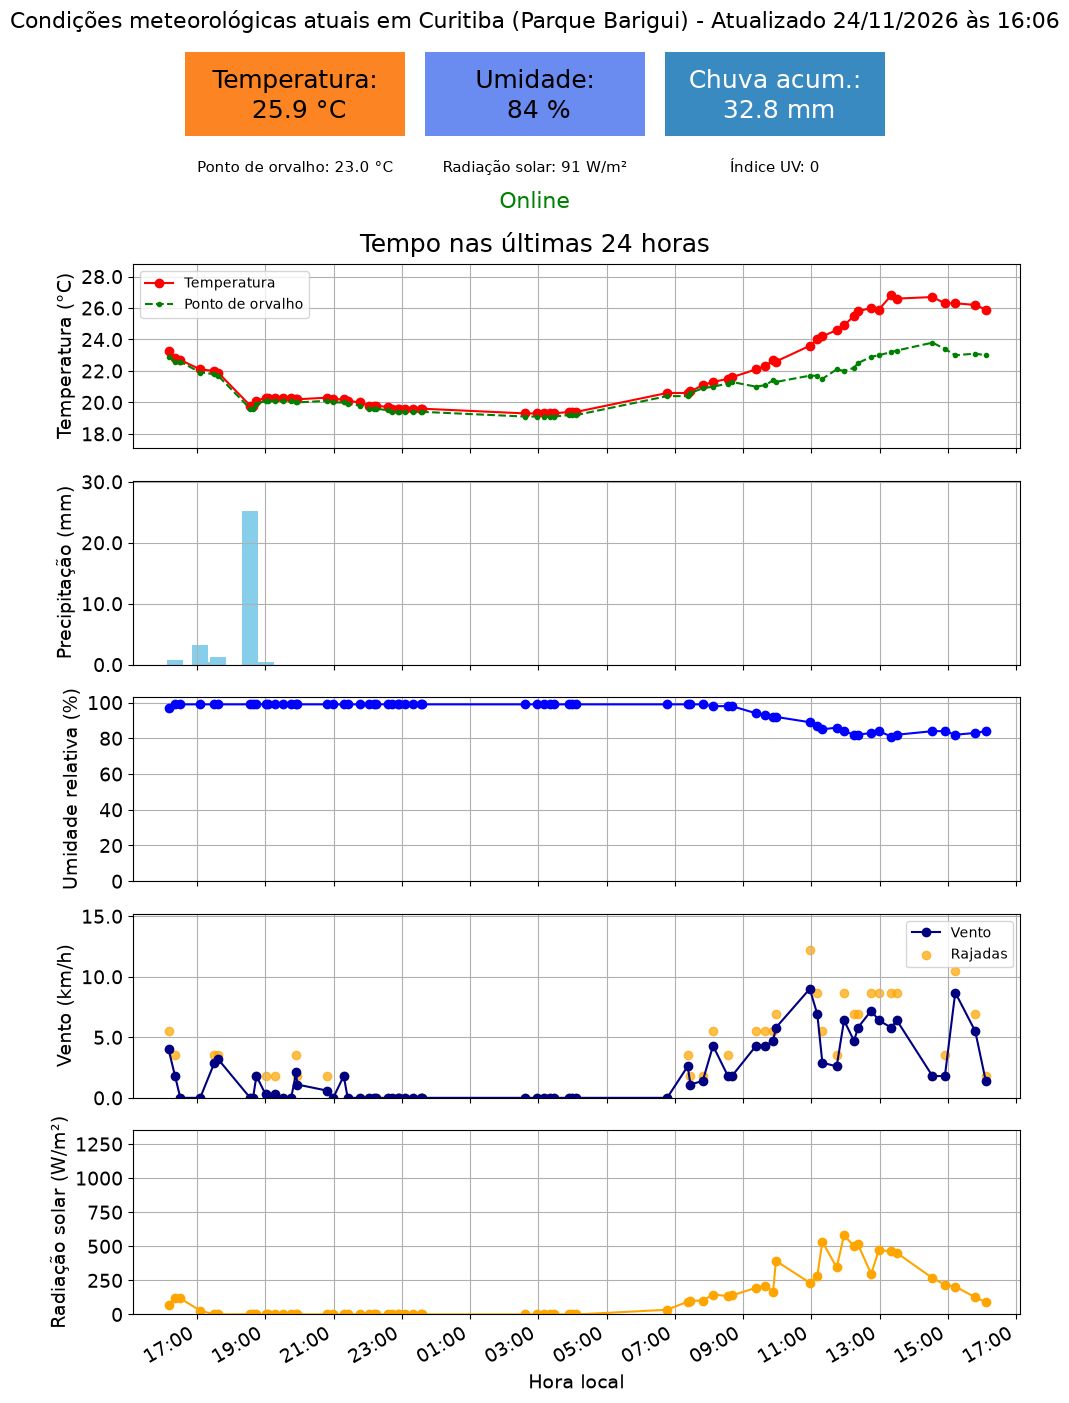 Condições meteorológicas atuais em Curitiba (Parque Barigui) - Atualizado 24/11/2026 às 16:06
Temperatura:
25.9 °C
Umidade:
84 %
Chuva acum.:
32.8 mm
Ponto de orvalho: 23.0 °C
Radiação solar: 91 W/m²
Índice UV: 0
Online
Tempo nas últimas 24 horas
Temperatura (°C)
28.0
26.0
24.0
22.0
20.0
18.0
Temperatura
Ponto de orvalho
Precipitação (mm)
30.0
20.0
10.0
0.0
Umidade relativa (%)
100
80
60
40
20
0
Vento (km/h)
15.0
10.0
5.0
0.0
Vento
Rajadas
Radiação solar (W/m²)
1250
1000
750
500
250
0
17:00
19:00
21:00
23:00
01:00
03:00
05:00
07:00
09:00
11:00
13:00
15:00
17:00
Hora local